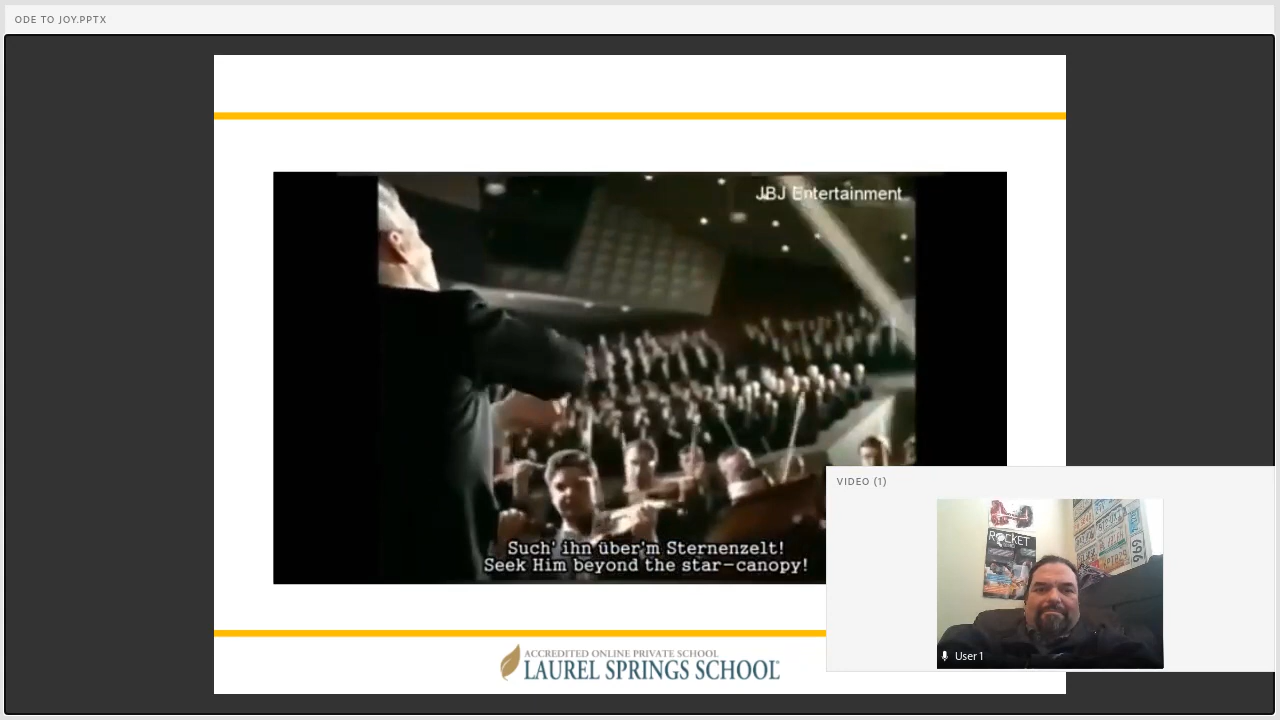 ODE TO JOY.PPTX
JBJ Entertainment
Such' ihn über'm Sternenzelt!
Seek Him beyond the star-canopy!
VIDEO (1)
ROCKET
969
User 1
ACCREDITED ONLINE PRIVATE SCHOOL
LAUREL SPRINGS SCHOOL